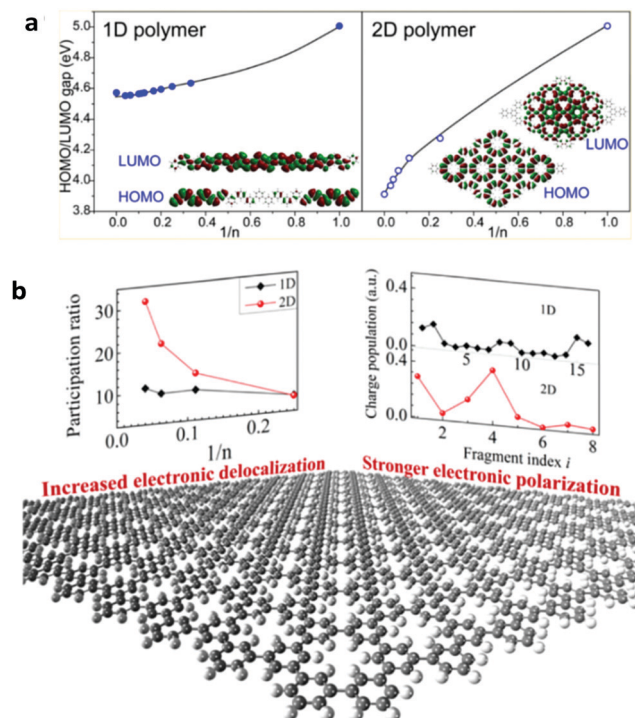 a
1D polymer
2D polymer
HOMO/LUMO gap (eV)
5.0
4.8
4.6
4.4
4.2
4.0
3.8
LUMO
HOMO
LUMO
HOMO
0.0 0.2 0.4 0.6 0.8 1.0
1/n
0.0 0.2 0.4 0.6 0.8 1.0
1/n
b
Participation ratio
30
20
10
1D
2D
0.0 0.1 0.2
1/n
Charge population (a.u.)
0.4
0.0
0.4
0.0
1D
5 10 15
2D
2 4 6 8
Fragment index i
Increased electronic delocalization
Stronger electronic polarization